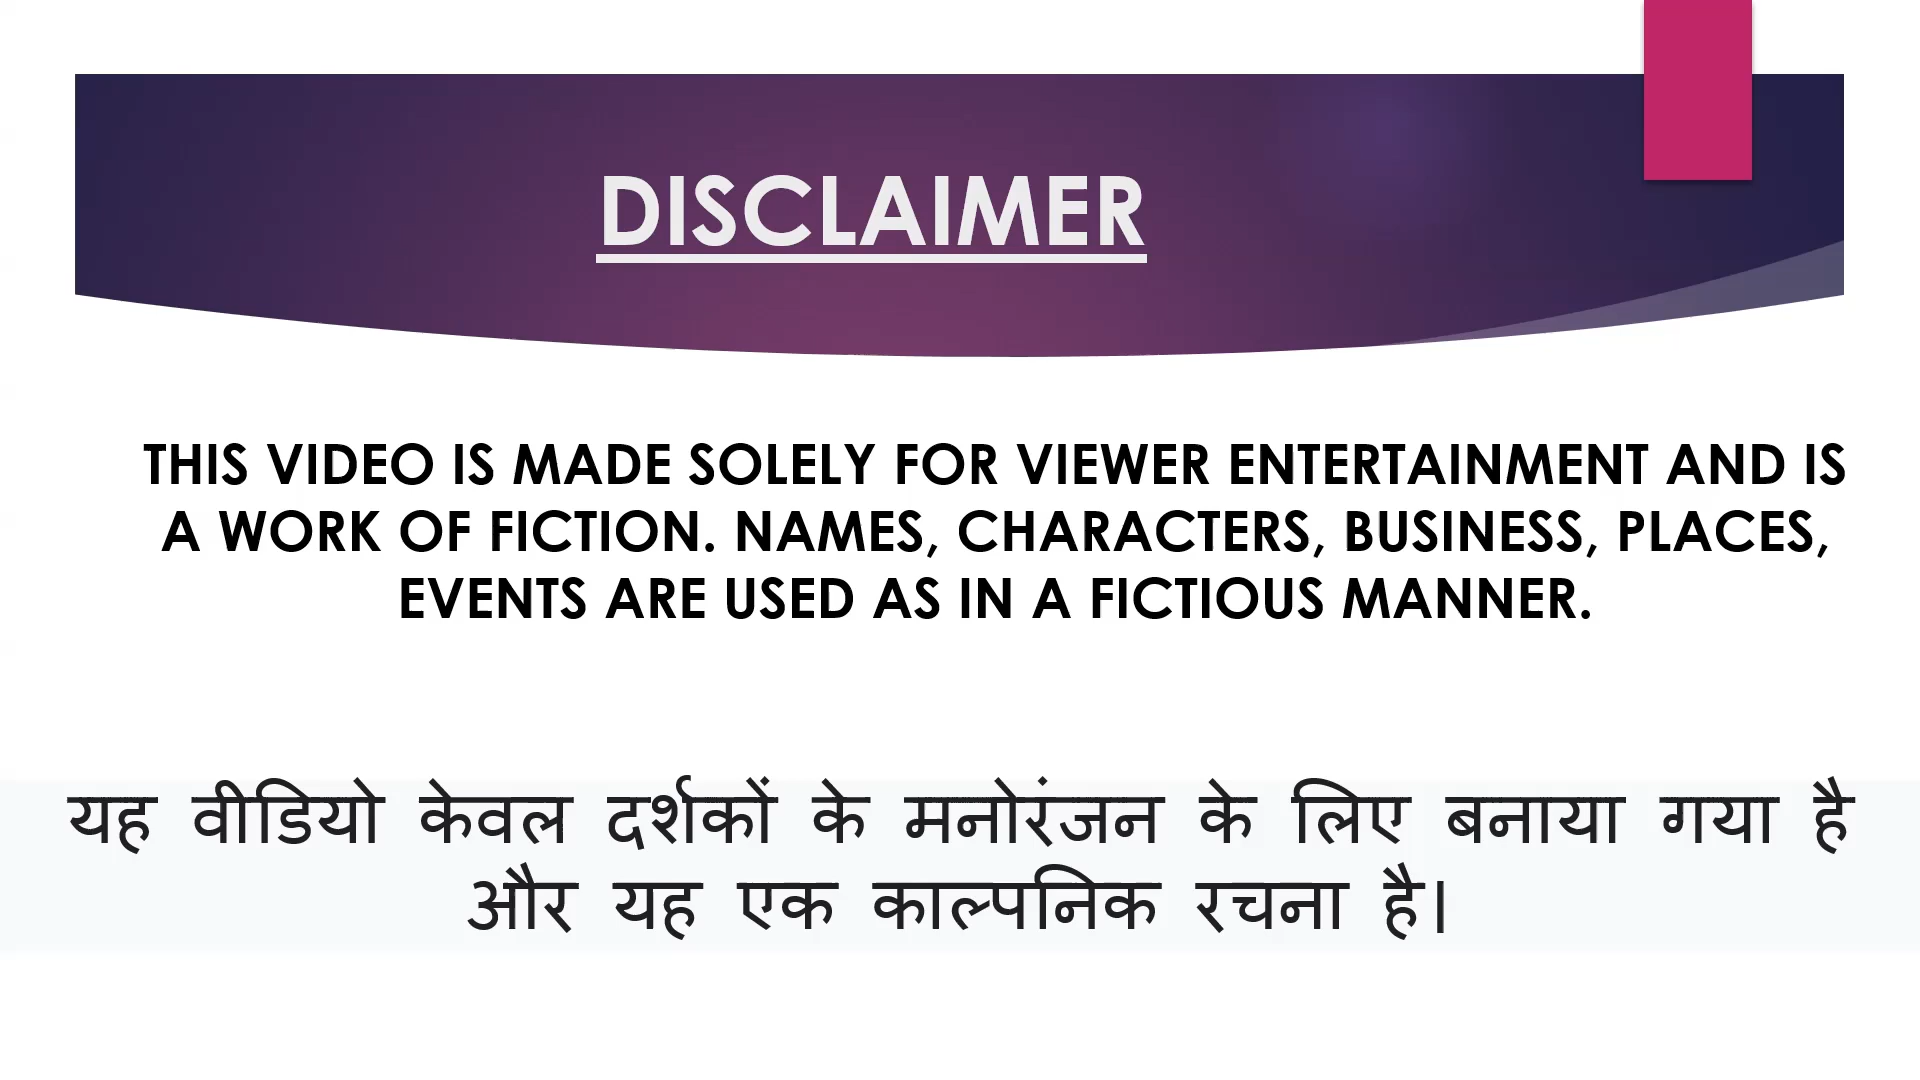 DISCLAIMER
THIS VIDEO IS MADE SOLELY FOR VIEWER ENTERTAINMENT AND IS
A WORK OF FICTION. NAMES, CHARACTERS, BUSINESS, PLACES,
EVENTS ARE USED AS IN A FICTIOUS MANNER.
यह वीडियो केवल दर्शकों के मनोरंजन के लिए बनाया गया है
और यह एक काल्पनिक रचना है।